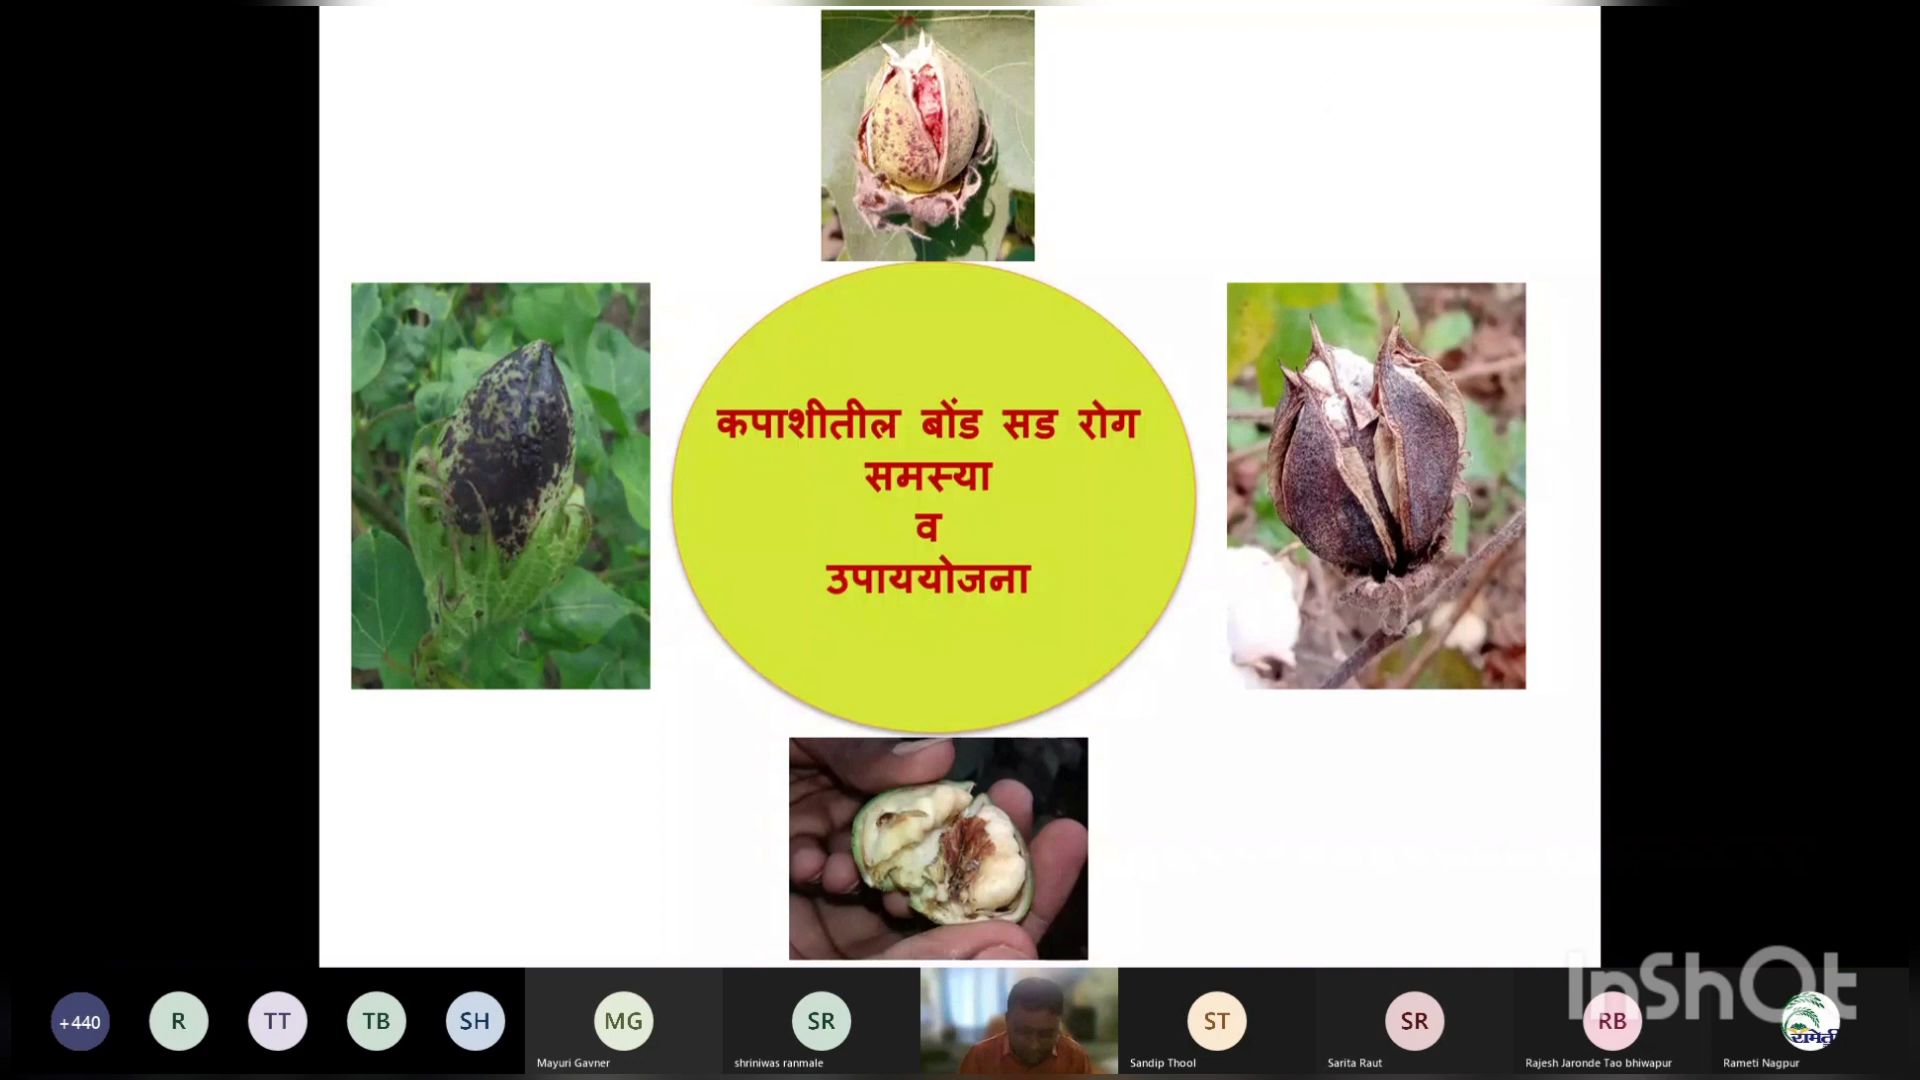 कपाशीतील बोंड सड रोग
समस्या
व
उपाययोजना
InShOt
+440
R
TT
TB
SH
MG
SR
ST
SR
RB
रामेती
Mayuri Gavner
shriniwas ranmale
Sandip Thool
Sarita Raut
Rajesh Jaronde Tao bhiwapur
Rameti Nagpur